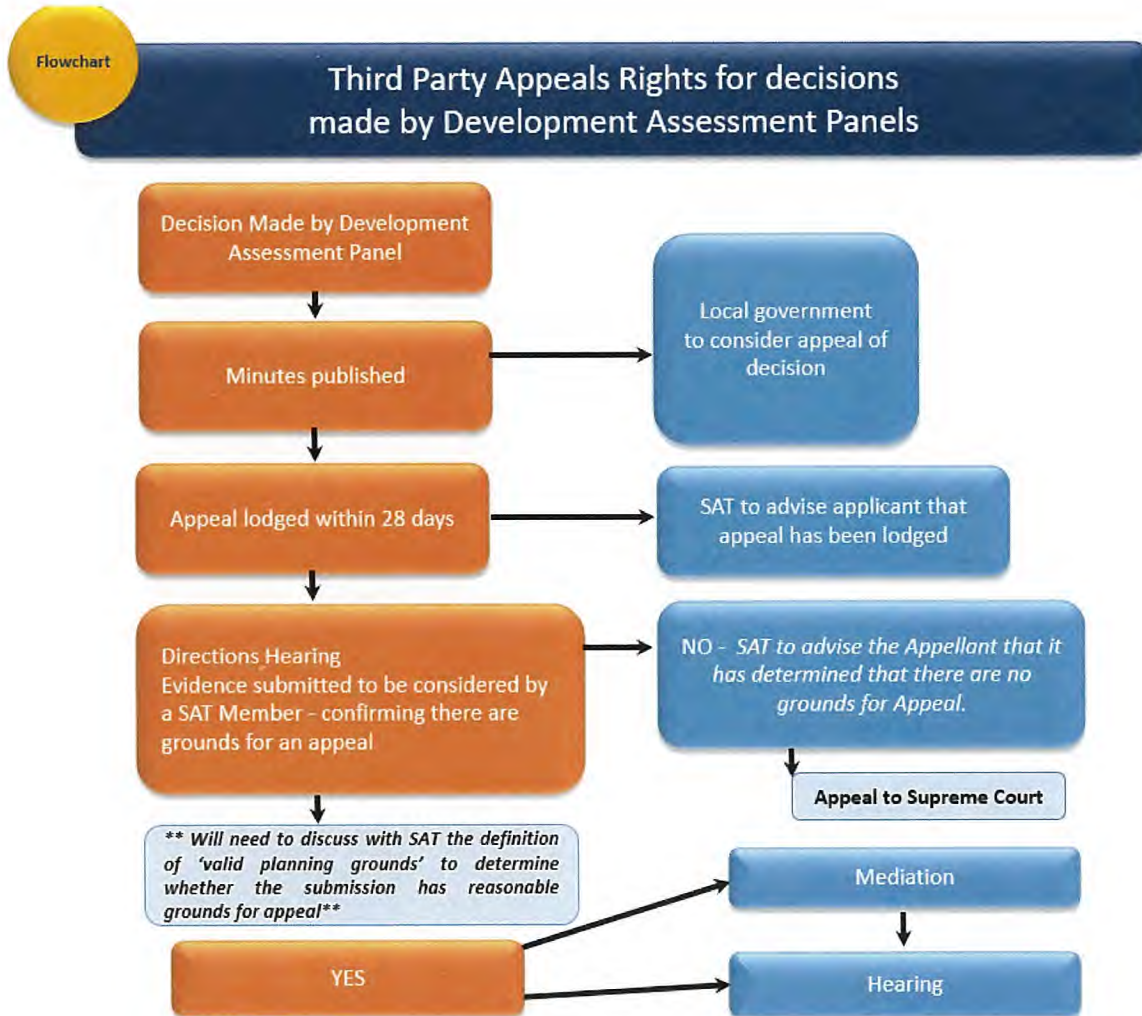 Flowchart
Third Party Appeals Rights for decisions
made by Development Assessment Panels
Decision Made by Development
Assessment Panel
Local government
to consider appeal of
decision
Minutes published
Appeal lodged within 28 days
SAT to advise applicant that
appeal has been lodged
Directions Hearing
Evidence submitted to be considered by
a SAT Member - confirming there are
grounds for an appeal
NO - SAT to advise the Appellant that it
has determined that there are no
grounds for Appeal.
Appeal to Supreme Court
** Will need to discuss with SAT the definition
of ‘valid planning grounds’ to determine
whether the submission has reasonable
grounds for appeal**
Mediation
YES
Hearing